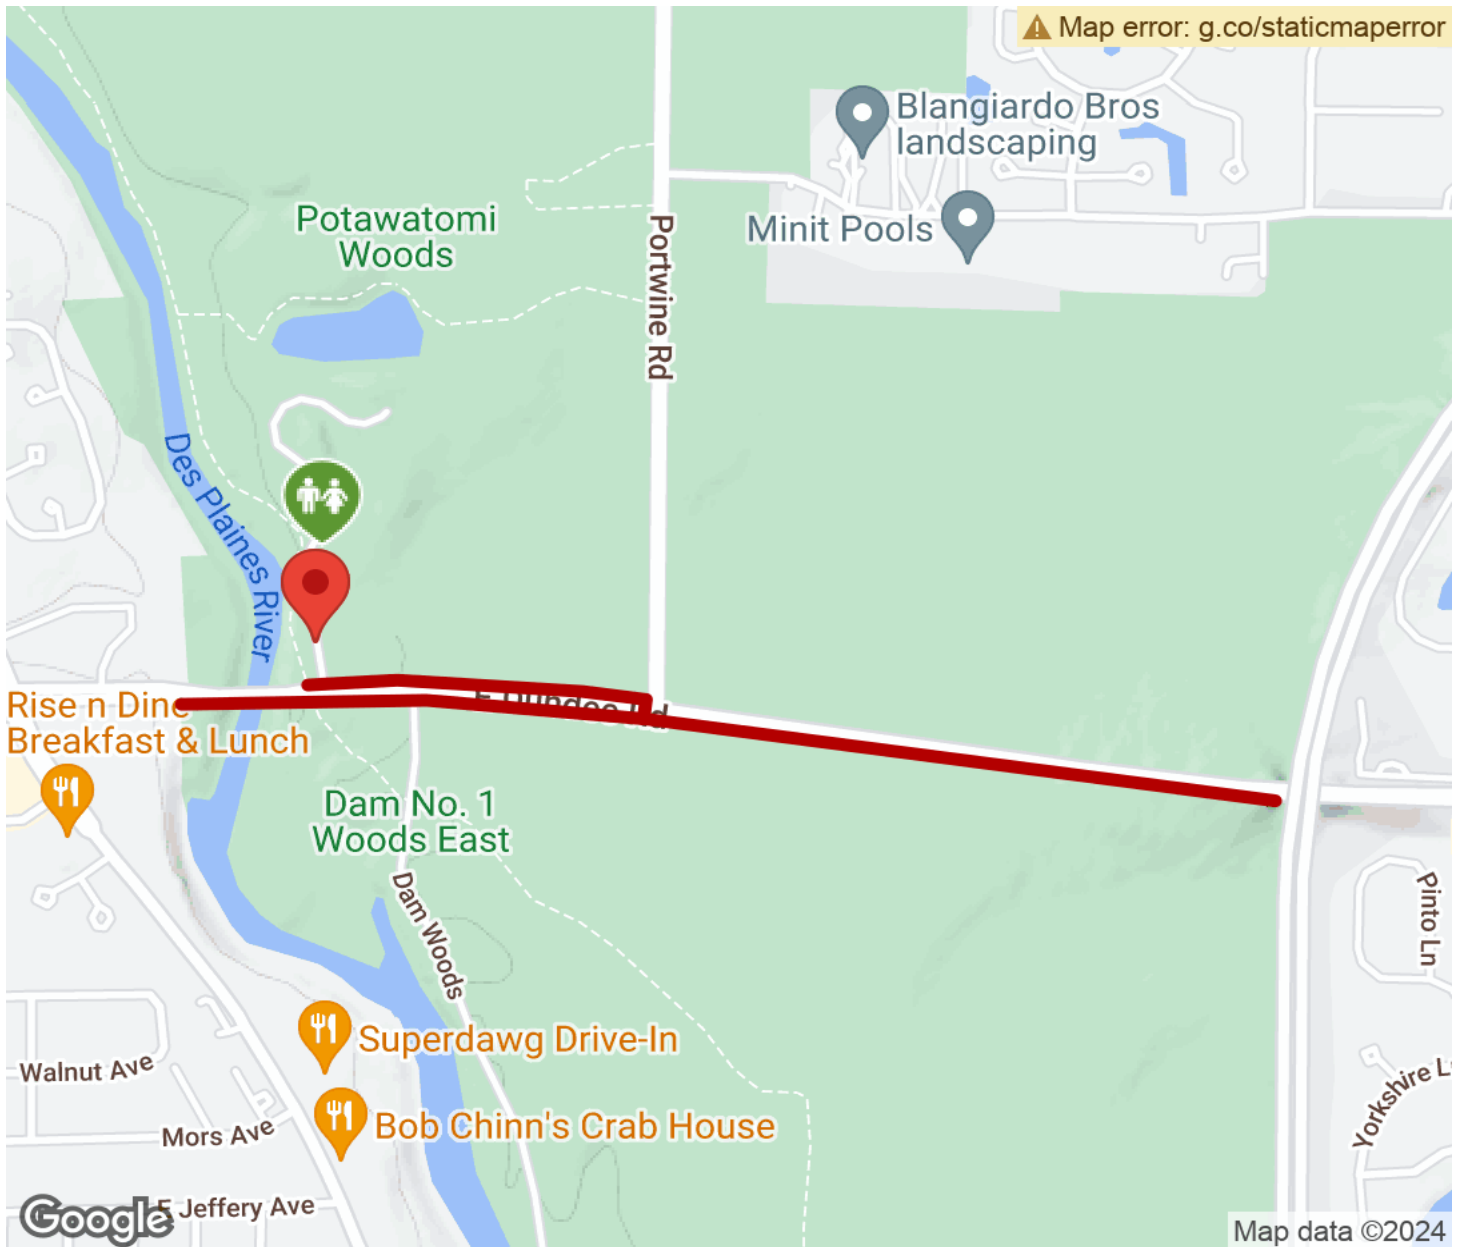 Map error: g.co/staticmaperror
Blangiardo Bros
landscaping
Potawatomi
Woods
Minit Pools
Portwine Rd
Des Plaines River
Rise n Dine
Breakfast & Lunch
E Dundee Rd
Dam No. 1
Woods East
Dam Woods
Pinto Ln
Superdawg Drive-In
Walnut Ave
Yorkshire L
Bob Chinn's Crab House
Mors Ave
E Jeffery Ave
Google
Map data ©2024